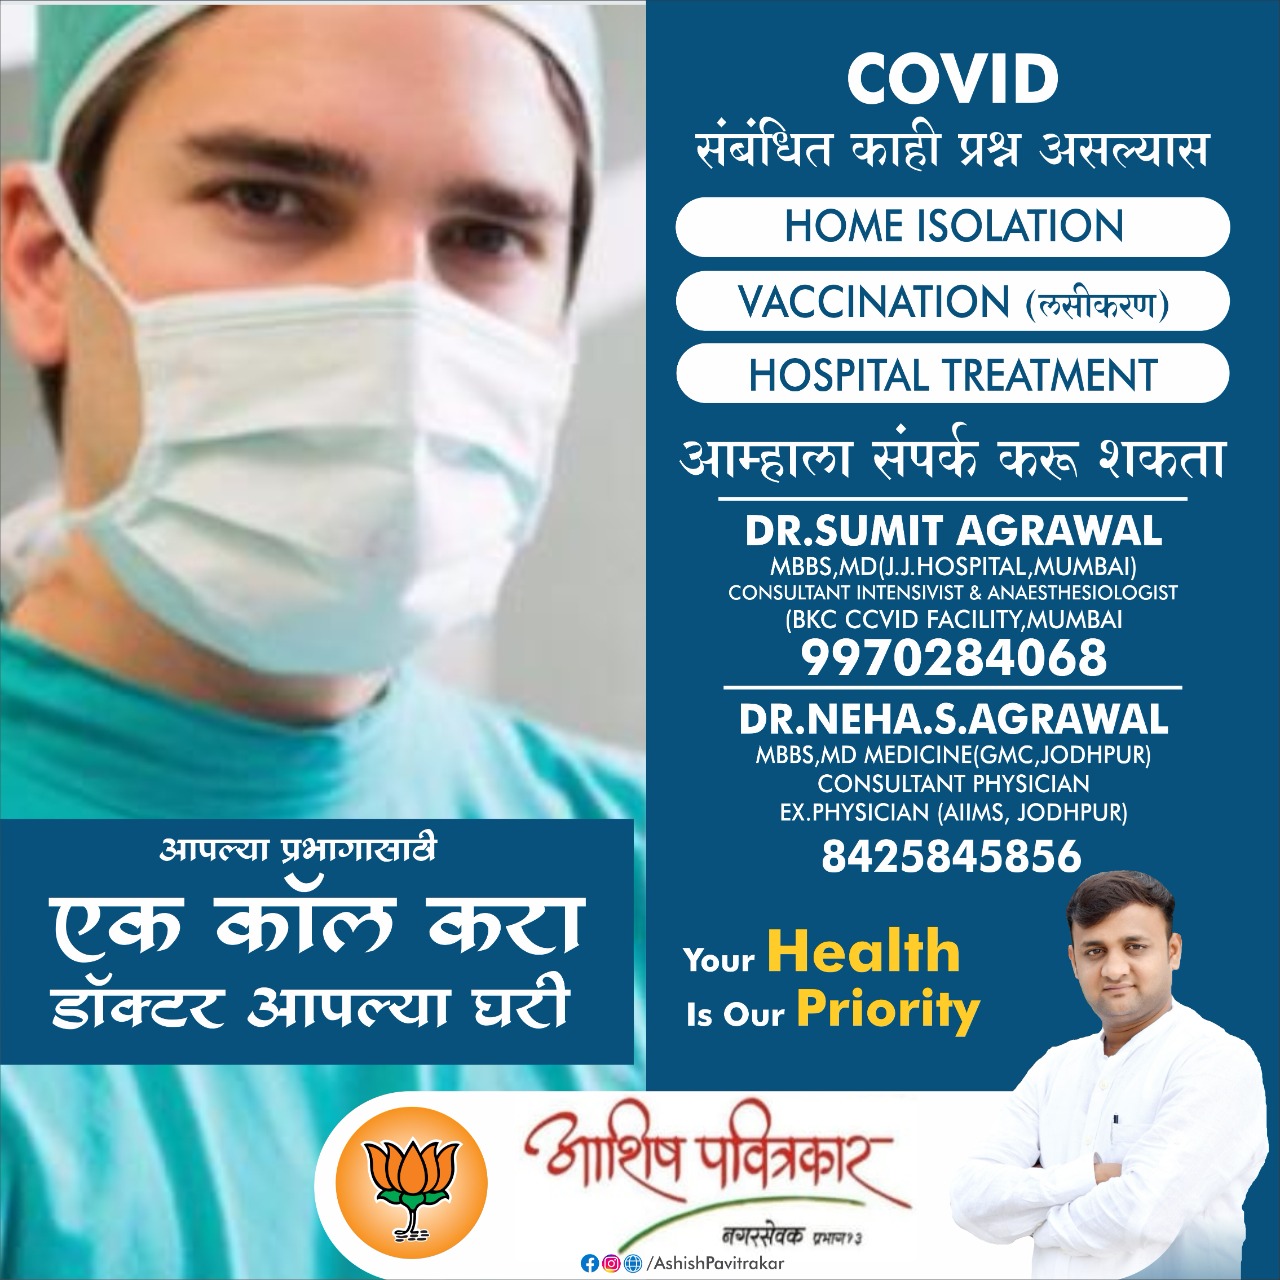 COVID
संबंधित काही प्रश्न असल्यास
HOME ISOLATION
VACCINATION (लसीकरण)
HOSPITAL TREATMENT
आम्हाला संपर्क करू शकता
DR.SUMIT AGRAWAL
MBBS,MD(J.J.HOSPITAL,MUMBAI)
CONSULTANT INTENSIVIST & ANAESTHESIOLOGIST
(BKC CCVID FACILITY,MUMBAI
9970284068
DR.NEHA.S.AGRAWAL
MBBS,MD MEDICINE(GMC,JODHPUR)
CONSULTANT PHYSICIAN
EX.PHYSICIAN (AIIMS, JODHPUR)
8425845856
आपल्या प्रभागासाठी
एक कॉल करा
डॉक्टर आपल्या घरी
Your Health
Is Our Priority
आशिष पवित्रकार
नगरसेवक प्रभाग१३
/AshishPavitrakar